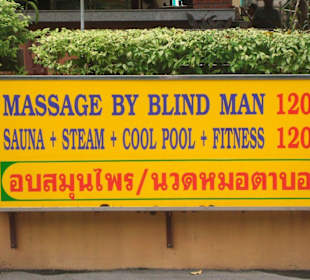 MASSAGE BY BLIND MAN 120
SAUNA + STEAM + COOL POOL + FITNESS 120
อบสมุนไพร/นวดหมอตาบอ